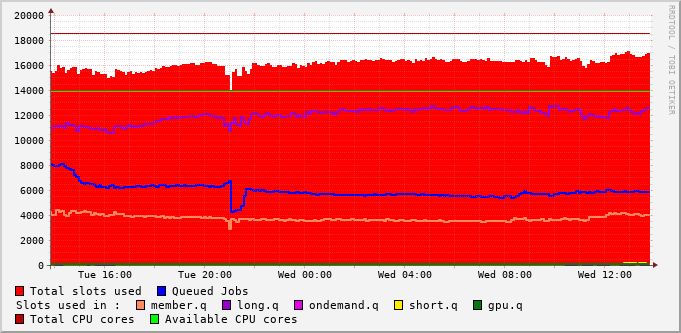 20000
18000
16000
14000
12000
10000
8000
6000
4000
2000
0
Tue 16:00 Tue 20:00 Wed 00:00 Wed 04:00 Wed 08:00 Wed 12:00
RRDTOOL / TOBI OETIKER
Total slots used Queued Jobs
Slots used in : member.q long.q ondemand.q short.q gpu.q
Total CPU cores Available CPU cores